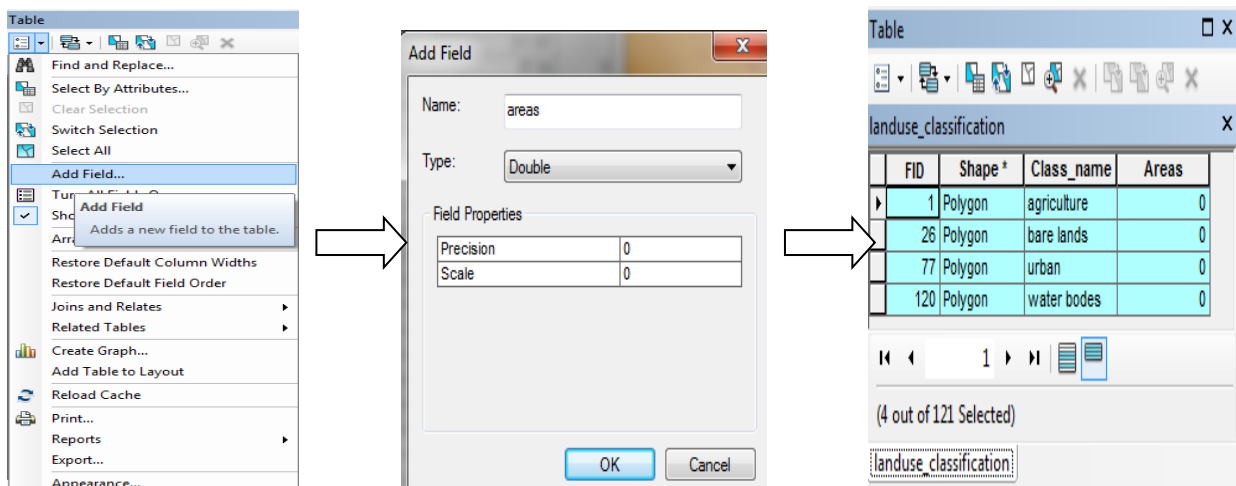 Table
Find and Replace...
Select By Attributes...
Clear Selection
Switch Selection
Select All
Add Field...
Add Field
Adds a new field to the table.
Restore Default Column Widths
Restore Default Field Order
Joins and Relates
Related Tables
Create Graph...
Add Table to Layout
Reload Cache
Print...
Reports
Export...
Appearance...
Add Field
Name: areas
Type: Double
Field Properties
Precision 0
Scale 0
OK Cancel
Table
landuse_classification
FID Shape * Class_name Areas
1 Polygon agriculture 0
26 Polygon bare lands 0
77 Polygon urban 0
120 Polygon water bodes 0
1
(4 out of 121 Selected)
landuse_classification